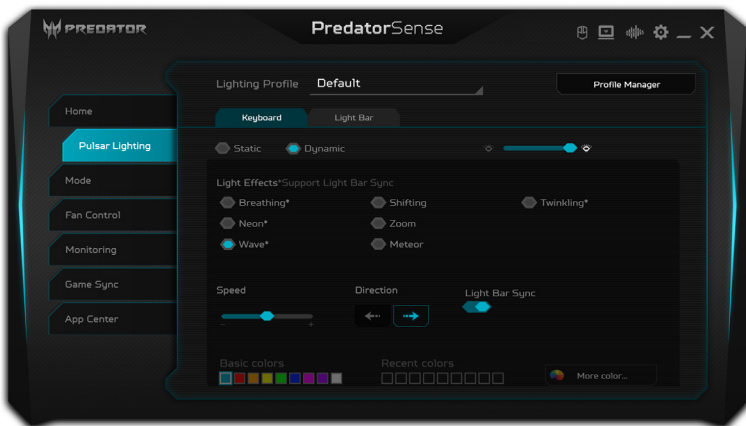 PREDATOR
PredatorSense
Lighting Profile Default
Profile Manager
Home
Pulsar Lighting
Mode
Fan Control
Monitoring
Game Sync
App Center
Keyboard
Light Bar
Static
Dynamic
Light Effects*Support Light Bar Sync
Breathing*
Shifting
Twinkling*
Neon*
Zoom
Wave*
Meteor
Speed
Direction
Light Bar Sync
- +
Basic colors
Recent colors
More color...